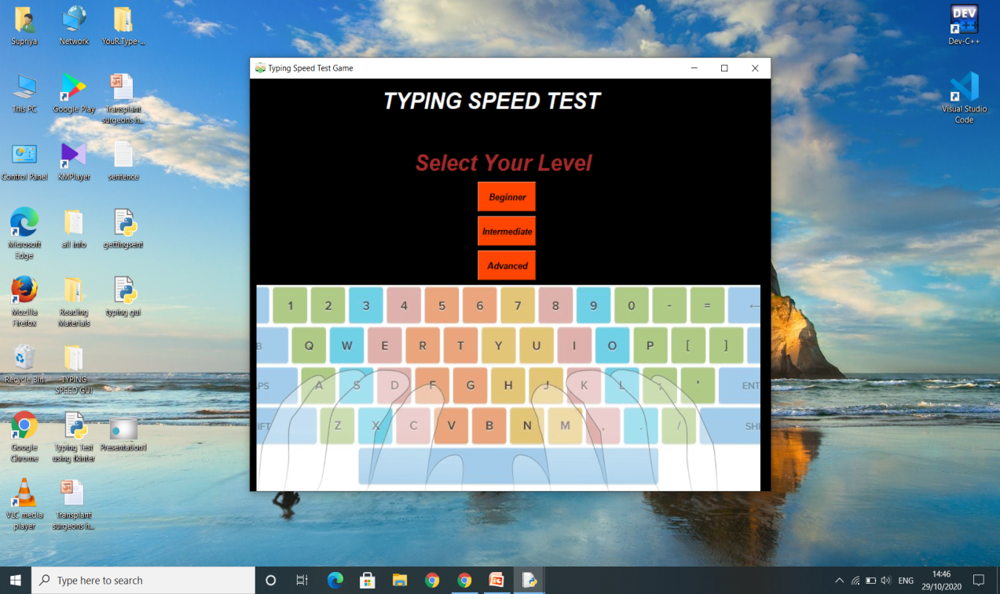 Supriya
Network
YouR.Type-...
DEV
C++
Dev-C++
This PC
Google Play
Transplant
surgeons h...
Visual Studio
Code
Control Panel
KMPlayer
sentence
Microsoft
Edge
all info
gettingsent
Mozilla
Firefox
Reading
Materials
typing gui
Recycle Bin
TYPING
SPEED GUI
Google
Chrome
Typing Test
using tkinter
Presentation1
VLC media
player
Transplant
surgeons h...
Typing Speed Test Game
TYPING SPEED TEST
Select Your Level
Beginner
Intermediate
Advanced
1 2 3 4 5 6 7 8 9 0 - = ←
B Q W E R T Y U I O P [ ]
APS A S D F G H J K L ; ' ENT
IFT Z X C V B N M , . / SHI
Type here to search
ENG
14:46
29/10/2020